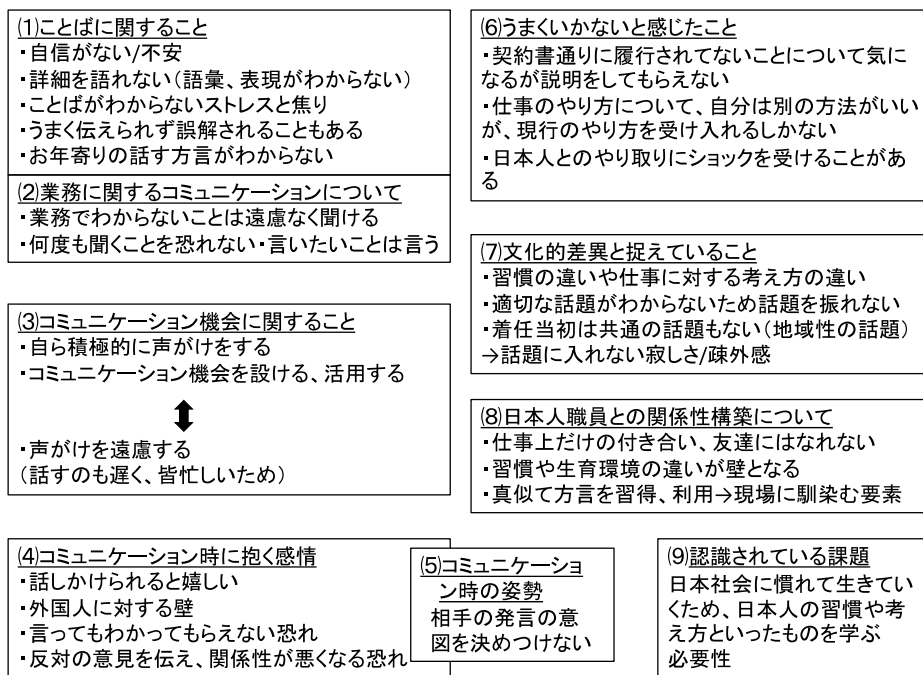 ⑴ことばに関すること
・自信がない/不安
・詳細を語れない(語彙、表現がわからない)
・ことばがわからないストレスと焦り
・うまく伝えられず誤解されることもある
・お年寄りの話す方言がわからない
⑵業務に関するコミュニケーションについて
・業務でわからないことは遠慮なく聞ける
・何度も聞くことを恐れない・言いたいことは言う
⑶コミュニケーション機会に関すること
・自ら積極的に声がけをする
・コミュニケーション機会を設ける、活用する
・声がけを遠慮する
(話すのも遅く、皆忙しいため)
⑷コミュニケーション時に抱く感情
・話しかけられると嬉しい
・外国人に対する壁
・言ってもわかってもらえない恐れ
・反対の意見を伝え、関係性が悪くなる恐れ
⑸コミュニケーショ
ン時の姿勢
相手の発言の意
図を決めつけない
⑹うまくいかないと感じたこと
・契約書通りに履行されてないことについて気に
なるが説明をしてもらえない
・仕事のやり方について、自分は別の方法がいい
が、現行のやり方を受け入れるしかない
・日本人とのやり取りにショックを受けることがあ
る
⑺文化的差異と捉えていること
・習慣の違いや仕事に対する考え方の違い
・適切な話題がわからないため話題を振れない
・着任当初は共通の話題もない(地域性の話題)
→話題に入れない寂しさ/疎外感
⑻日本人職員との関係性構築について
・仕事上だけの付き合い、友達にはなれない
・習慣や生育環境の違いが壁となる
・真似て方言を習得、利用→現場に馴染む要素
⑼認識されている課題
日本社会に慣れて生きてい
くため、日本人の習慣や考
え方といったものを学ぶ
必要性